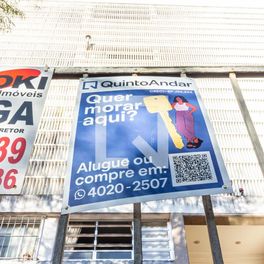 OK
Imóveis
GA
RETOR
39
36
QuintoAndar
Quer
morar
aqui?
Alugue ou
compre em:
4020-2507